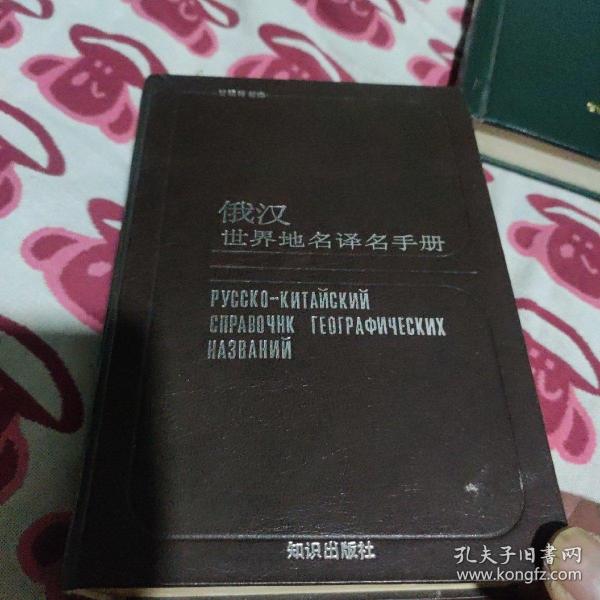 俄汉
世界地名译名手册
РУССКО-КИТАЙСКИЙ
СПРАВОЧНК ГЕОГРАФИЧЕСКИХ
НАЗВАНИЙ
知识出版社
孔夫子旧书网
www.kongfz.com